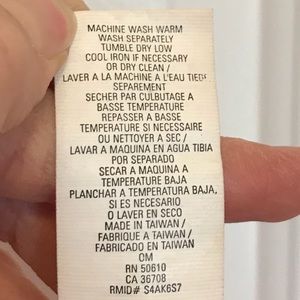 MACHINE WASH WARM
WASH SEPARATELY
TUMBLE DRY LOW
COOL IRON IF NECESSARY
OR DRY CLEAN /
LAVER A LA MACHINE A L'EAU TIEDE
SEPAREMENT
SECHER PAR CULBUTAGE A
BASSE TEMPERATURE
REPASSER A BASSE
TEMPERATURE SI NECESSAIRE
OU NETTOYER A SEC /
LAVAR A MAQUINA EN AGUA TIBIA
POR SEPARADO
SECAR A MAQUINA A
TEMPERATURA BAJA
PLANCHAR A TEMPERATURA BAJA,
SI ES NECESARIO
O LAVER EN SECO
MADE IN TAIWAN /
FABRIQUE A TAIWAN /
FABRICADO EN TAIWAN
OM
RN 50610
CA 36708
RMID# S4AK6S7